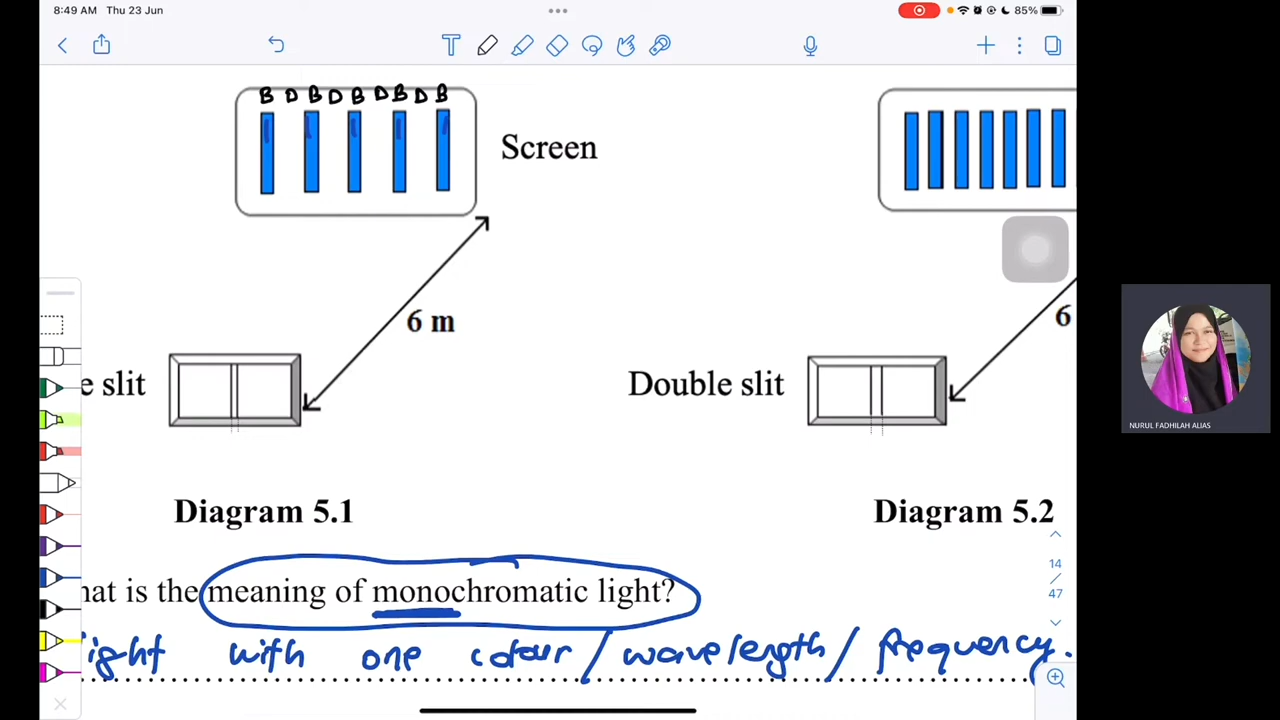 8:49 AM Thu 23 Jun
85%
B D B D B D B D B
Screen
6 m
6
e slit
Double slit
Diagram 5.1
Diagram 5.2
hat is the meaning of monochromatic light?
light with one colour / wavelength / frequency.
14
/
47
NURUL FADHILAH ALIAS